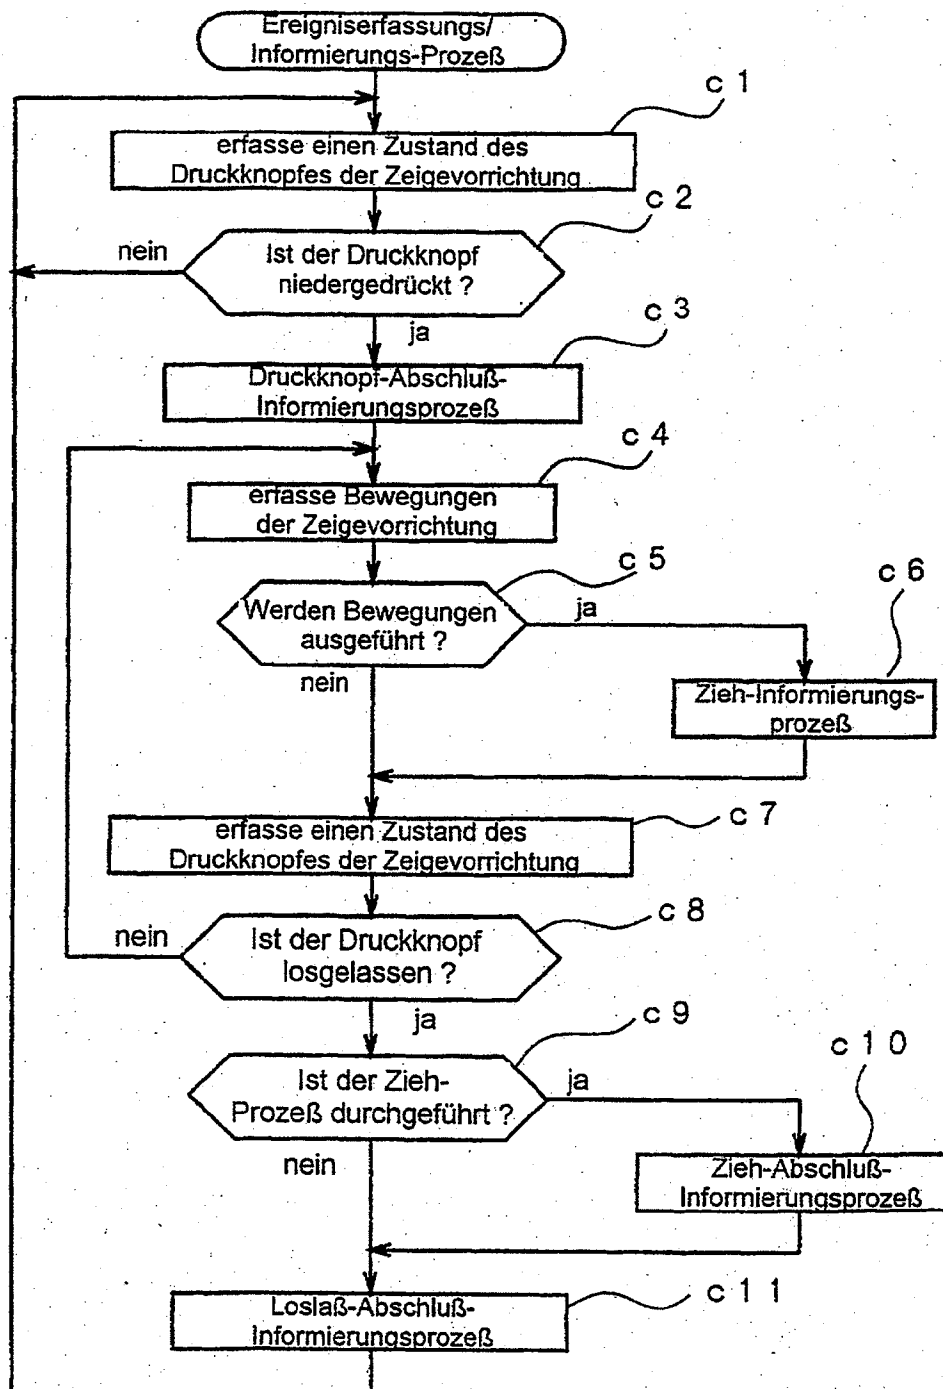 Ereigniserfassungs/
Informierungs-Prozeß
c 1
erfasse einen Zustand des
Druckknopfes der Zeigevorrichtung
c 2
nein
Ist der Druckknopf
niedergedrückt ?
ja
c 3
Druckknopf-Abschluß-
Informierungsprozeß
c 4
erfasse Bewegungen
der Zeigevorrichtung
c 5
Werden Bewegungen
ausgeführt ?
ja
nein
c 6
Zieh-Informierungs-
prozeß
c 7
erfasse einen Zustand des
Druckknopfes der Zeigevorrichtung
c 8
nein
Ist der Druckknopf
losgelassen ?
ja
c 9
Ist der Zieh-
Prozeß durchgeführt ?
ja
nein
c 1 0
Zieh-Abschluß-
Informierungsprozeß
c 1 1
Loslaß-Abschluß-
Informierungsprozeß